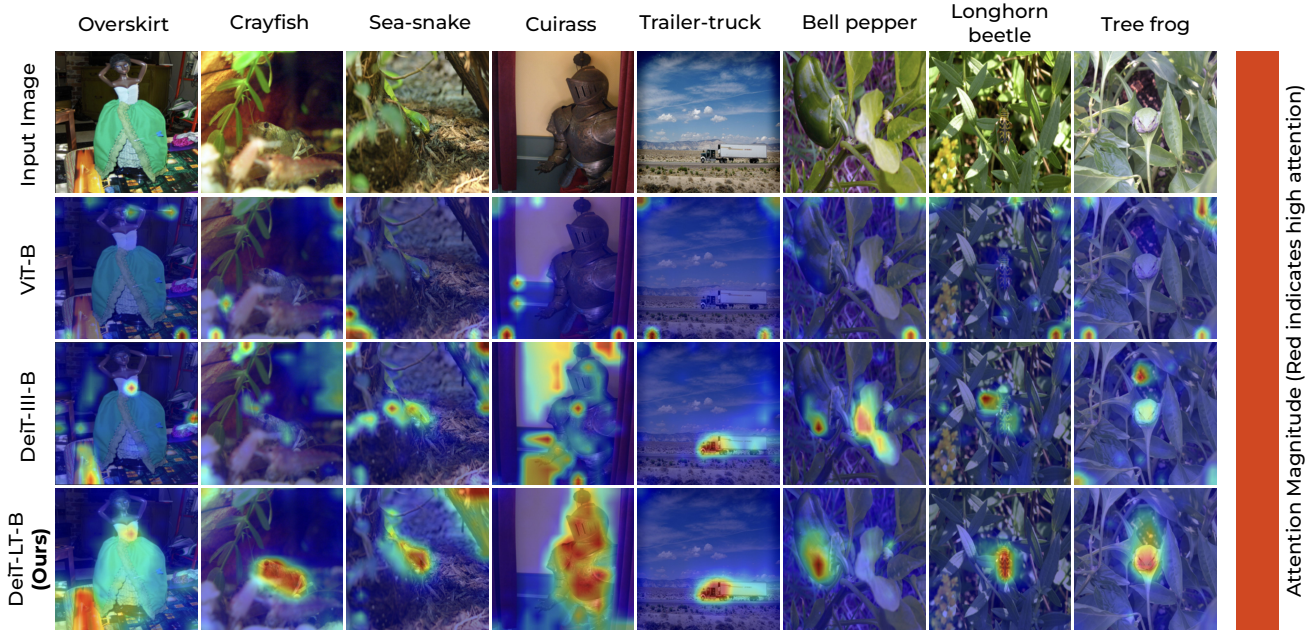 Overskirt
Crayfish
Sea-snake
Cuirass
Trailer-truck
Bell pepper
Longhorn
beetle
Tree frog
Input Image
ViT-B
DeiT-III-B
DeiT-LT-B
(Ours)
Attention Magnitude (Red indicates high attention)